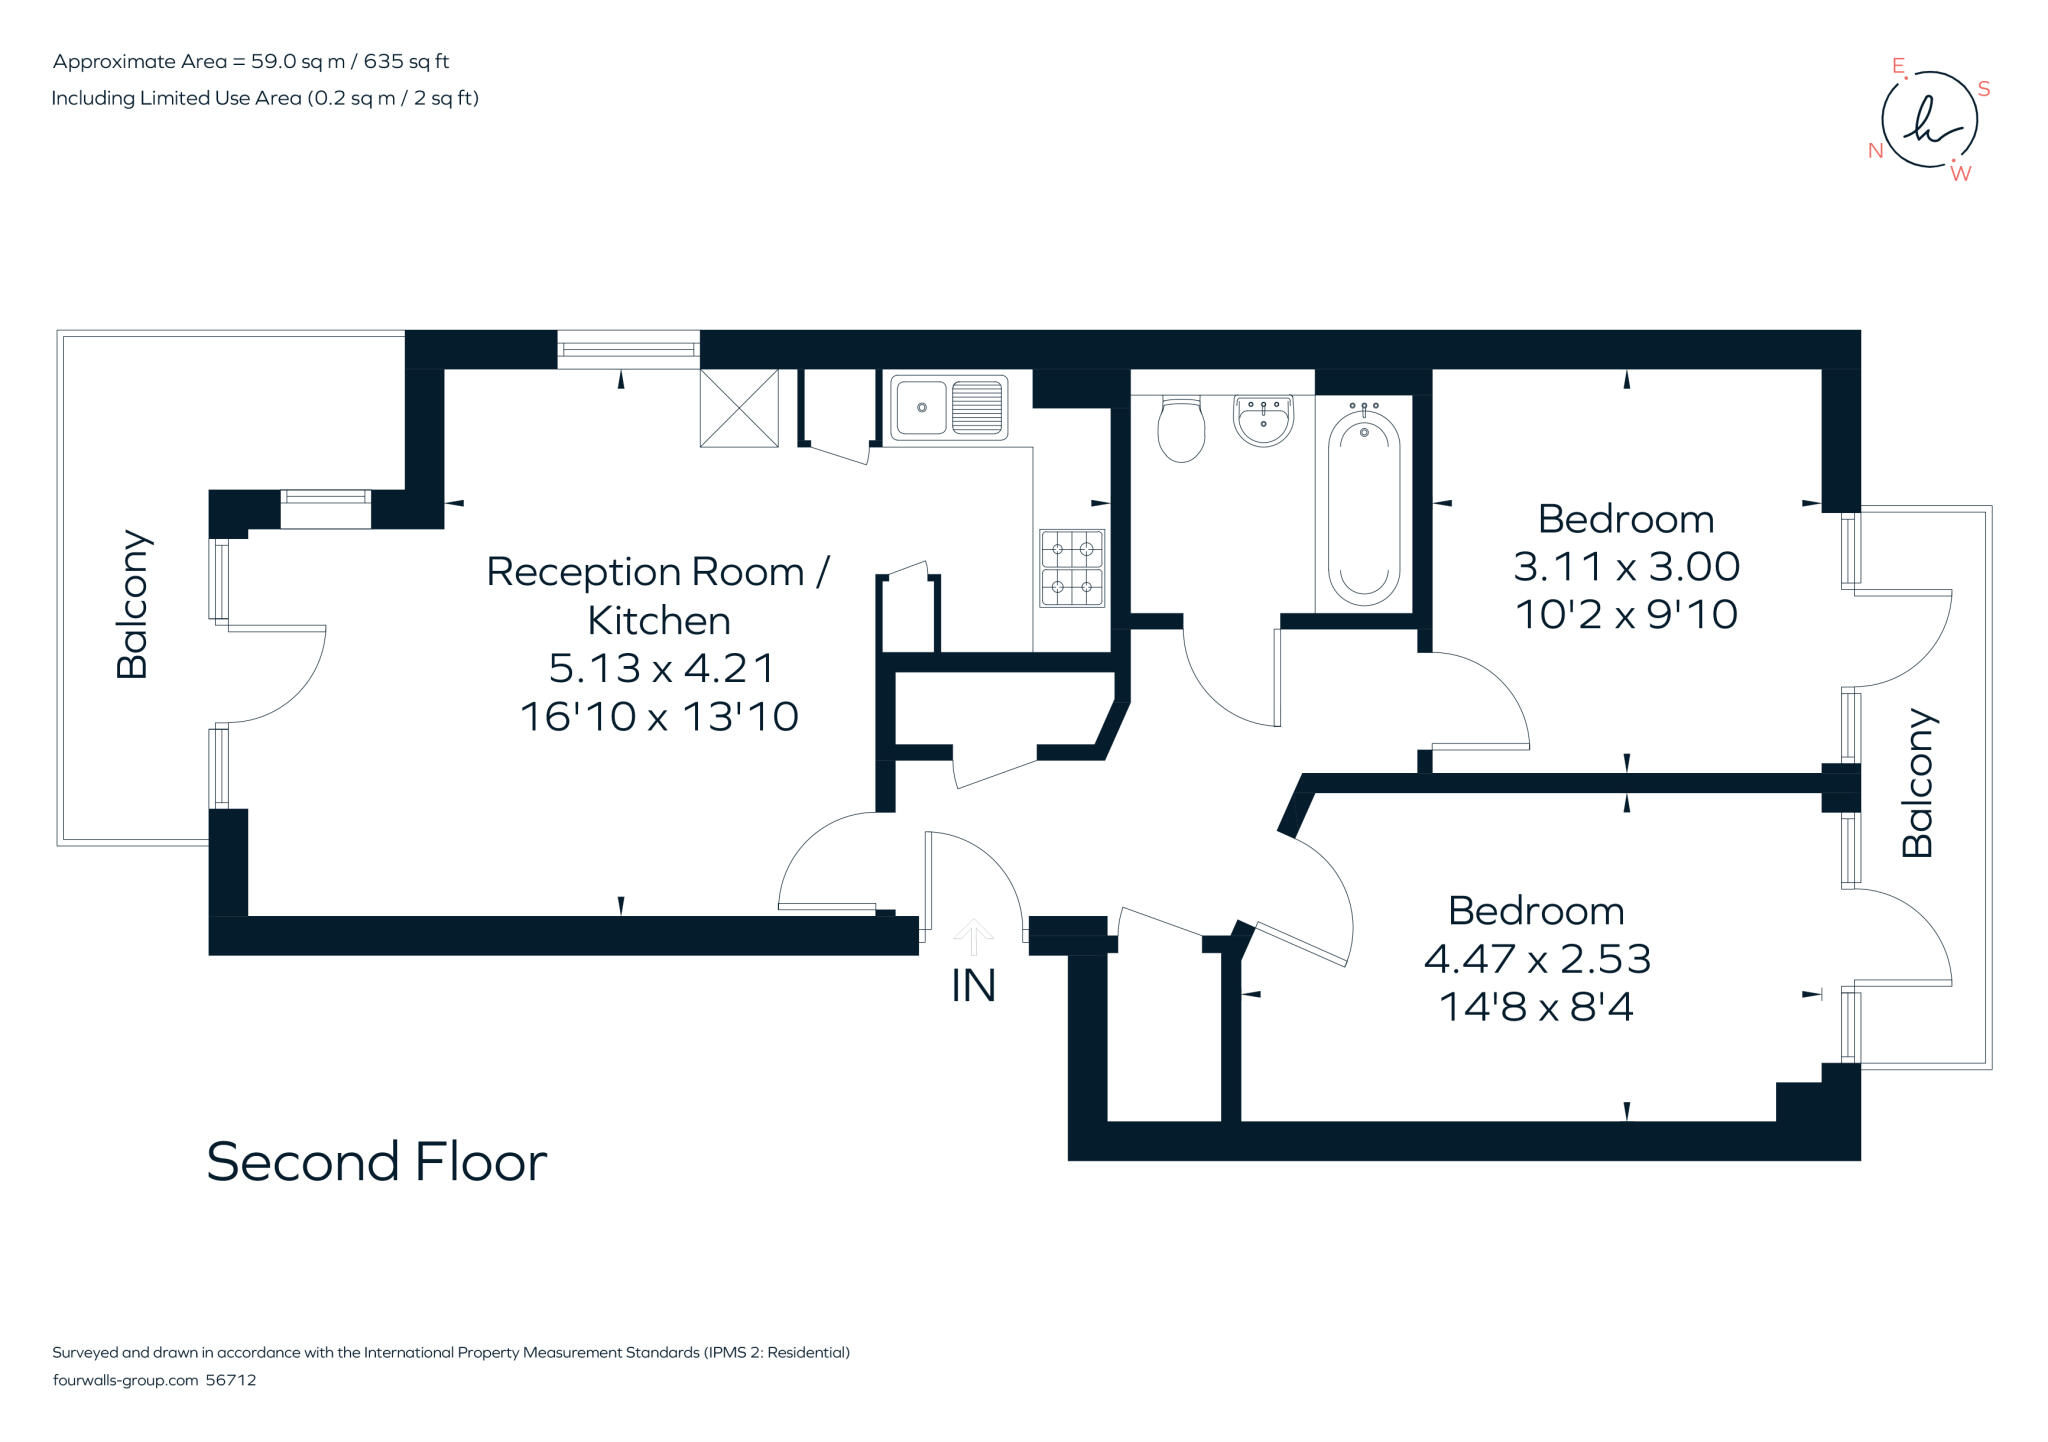 Approximate Area = 59.0 sq m / 635 sq ft
Including Limited Use Area (0.2 sq m / 2 sq ft)
E
S
N
W
Balcony
Reception Room /
Kitchen
5.13 x 4.21
16'10 x 13'10
Bedroom
3.11 x 3.00
10'2 x 9'10
Balcony
Bedroom
4.47 x 2.53
14'8 x 8'4
IN
Second Floor
Surveyed and drawn in accordance with the International Property Measurement Standards (IPMS 2: Residential)
fourwalls-group.com 56712